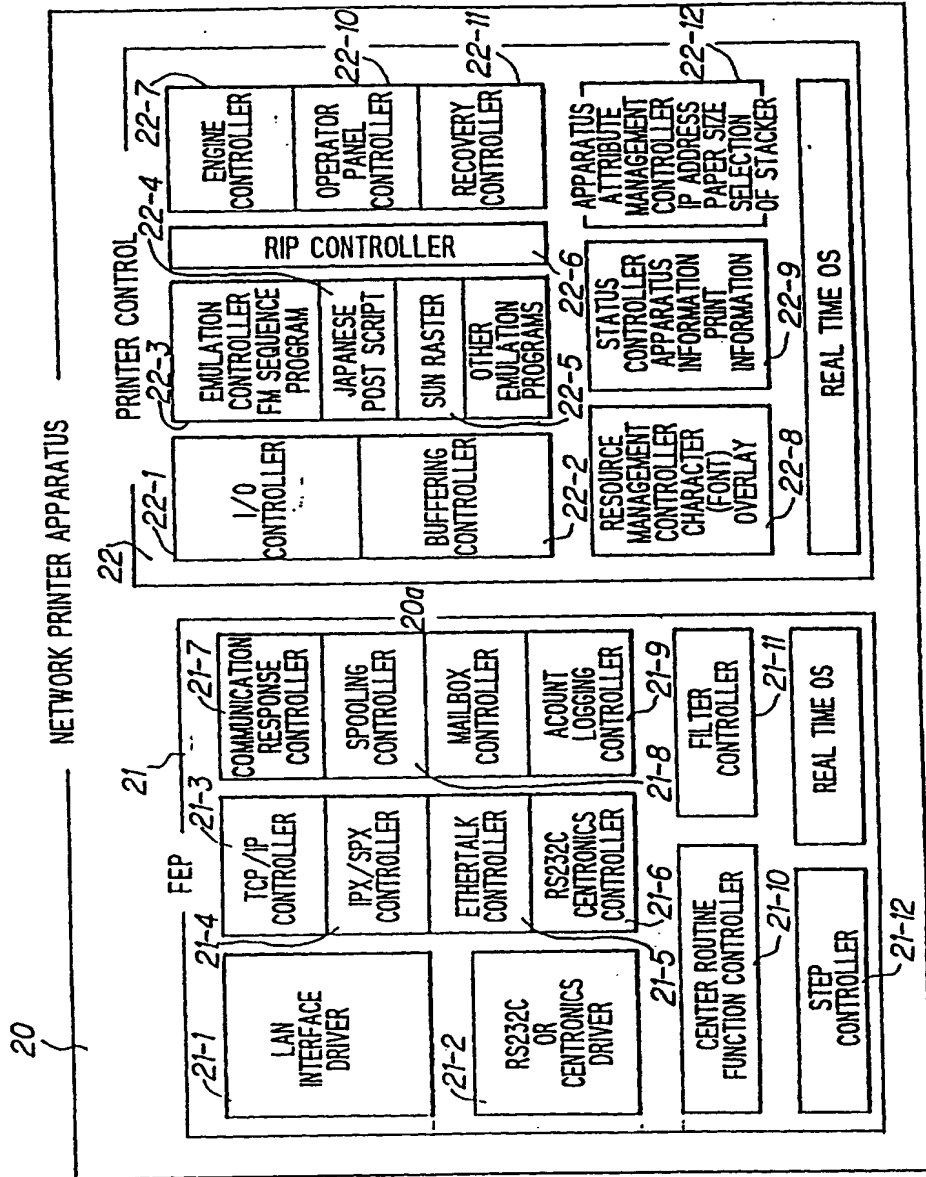 NETWORK PRINTER APPARATUS
20
FEP
21
21-1
LAN
INTERFACE
DRIVER
21-2
RS232C
OR
CENTRONICS
DRIVER
21-3
TCP/IP
CONTROLLER
21-4
IPX/SPX
CONTROLLER
ETHERTALK
CONTROLLER
21-5
RS232C
CENTRONICS
CONTROLLER
21-6
21-7
COMMUNICATION
RESPONSE
CONTROLLER
SPOOLING
CONTROLLER
20a
MAILBOX
CONTROLLER
21-8
ACOUNT
LOGGING
CONTROLLER
21-9
CENTER ROUTINE
FUNCTION CONTROLLER
21-10
FILTER
CONTROLLER
21-11
STEP
CONTROLLER
21-12
REAL TIME OS
PRINTER CONTROL
22
22-1
I/O
CONTROLLER
BUFFERING
CONTROLLER
22-2
22-3
EMULATION
CONTROLLER
FM SEQUENCE
PROGRAM
22-4
JAPANESE
POST SCRIPT
SUN RASTER
22-5
OTHER
EMULATION
PROGRAMS
RIP CONTROLLER
22-6
22-7
ENGINE
CONTROLLER
22-10
OPERATOR
PANEL
CONTROLLER
22-11
RECOVERY
CONTROLLER
RESOURCE
MANAGEMENT
CONTROLLER
CHARACTER
(FONT)
OVERLAY
22-8
STATUS
CONTROLLER
APPARATUS
INFORMATION
PRINT
INFORMATION
22-9
22-12
APPARATUS
ATTRIBUTE
MANAGEMENT
CONTROLLER
IP ADDRESS
PAPER SIZE
SELECTION
OF STACKER
REAL TIME OS